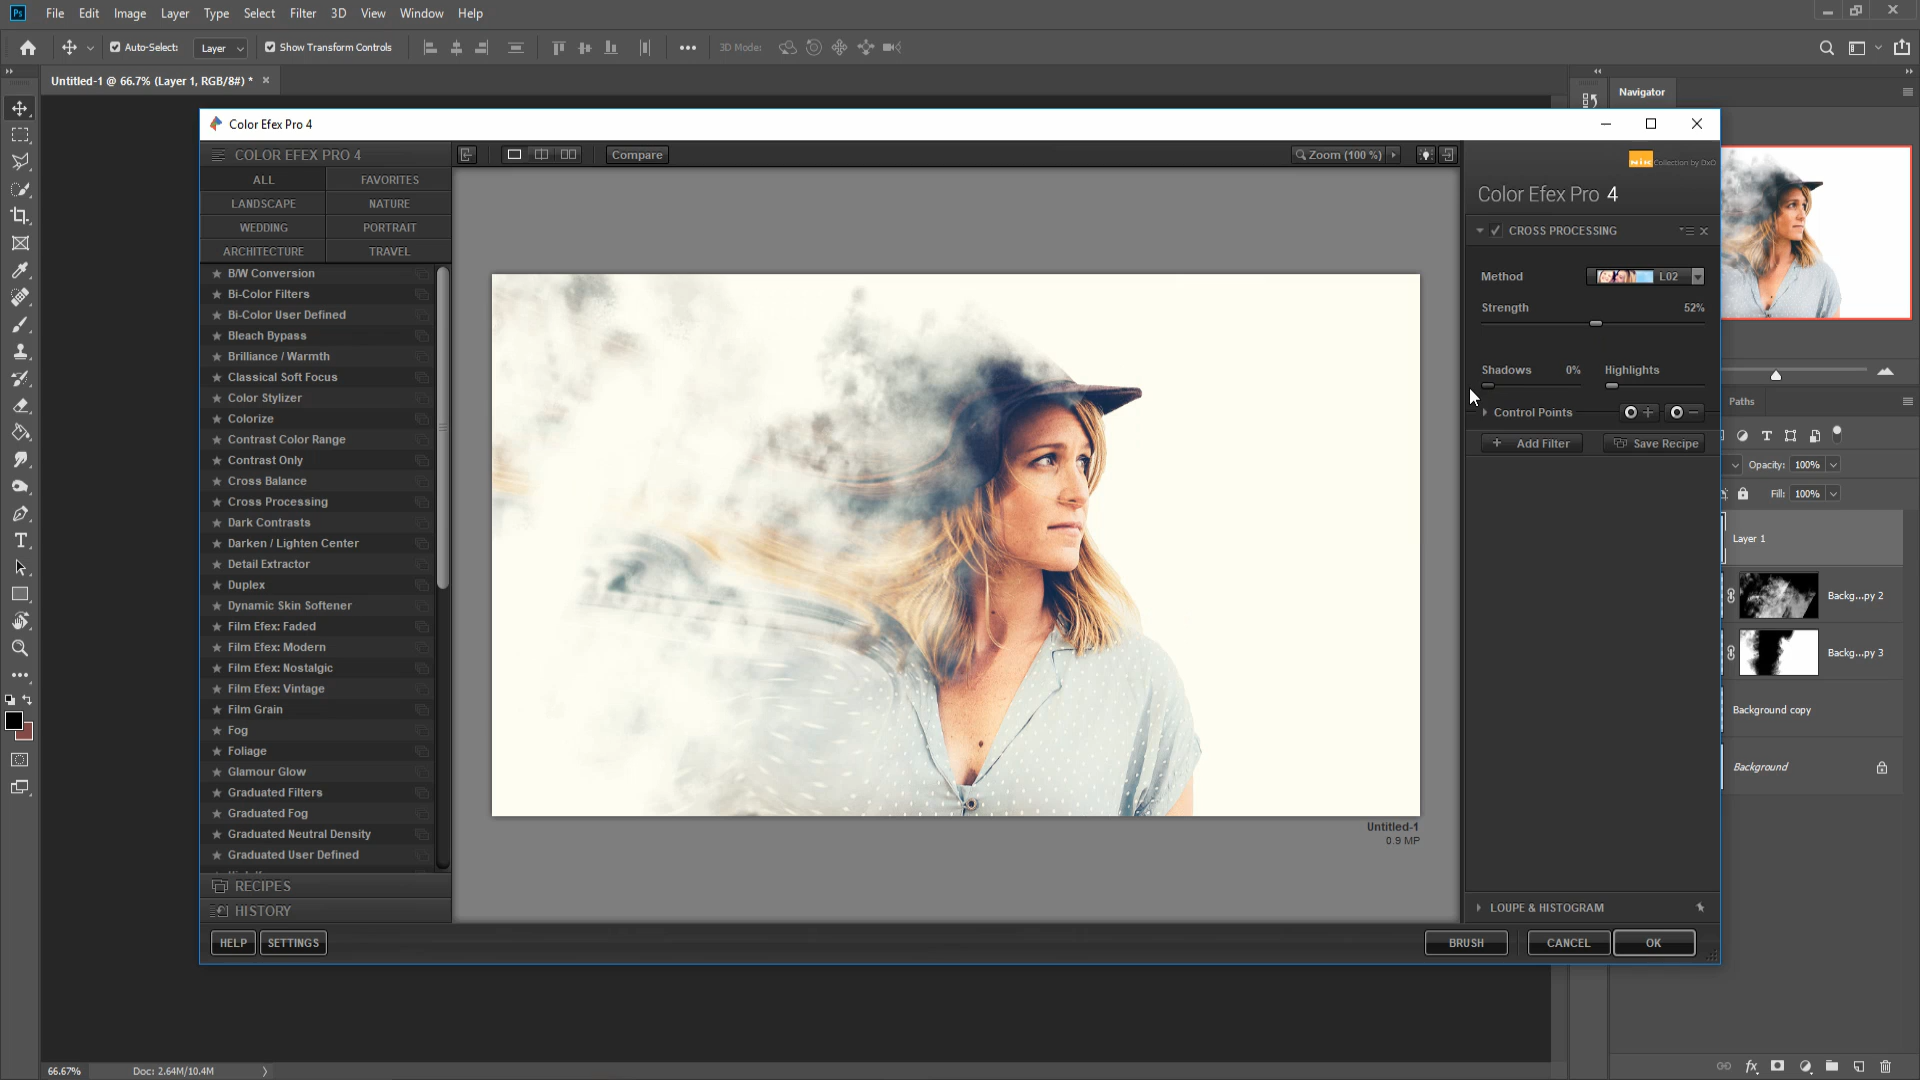 Ps File Edit Image Layer Type Select Filter 3D View Window Help
Auto-Select: Layer Show Transform Controls 3D Mode:
Untitled-1 @ 66.7% (Layer 1, RGB/8#) *
Navigator
Color Efex Pro 4
COLOR EFEX PRO 4
Compare
Zoom (100 %)
ALL FAVORITES
LANDSCAPE NATURE
WEDDING PORTRAIT
ARCHITECTURE TRAVEL
B/W Conversion
Bi-Color Filters
Bi-Color User Defined
Bleach Bypass
Brilliance / Warmth
Classical Soft Focus
Color Stylizer
Colorize
Contrast Color Range
Contrast Only
Cross Balance
Cross Processing
Dark Contrasts
Darken / Lighten Center
Detail Extractor
Duplex
Dynamic Skin Softener
Film Efex: Faded
Film Efex: Modern
Film Efex: Nostalgic
Film Efex: Vintage
Film Grain
Fog
Foliage
Glamour Glow
Graduated Filters
Graduated Fog
Graduated Neutral Density
Graduated User Defined
RECIPES
HISTORY
HELP SETTINGS
Untitled-1
0.9 MP
Nik Collection by DxO
Color Efex Pro 4
CROSS PROCESSING
Method L02
Strength 52%
Shadows 0% Highlights
Control Points
Add Filter Save Recipe
LOUPE & HISTOGRAM
BRUSH CANCEL OK
Paths
Opacity: 100%
Fill: 100%
Layer 1
Backg...py 2
Backg...py 3
Background copy
Background
66.67% Doc: 2.64M/10.4M